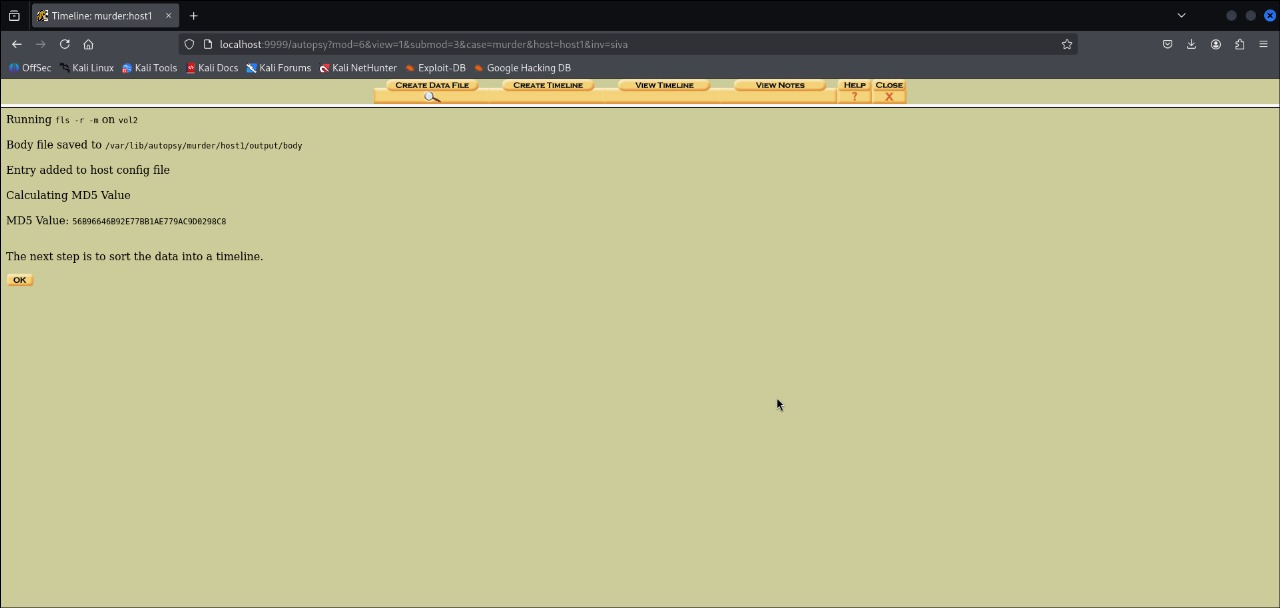 Timeline: murder:host1
localhost:9999/autopsy?mod=6&view=1&submod=3&case=murder&host=host1&inv=siva
OffSec Kali Linux Kali Tools Kali Docs Kali Forums Kali NetHunter Exploit-DB Google Hacking DB
CREATE DATA FILE CREATE TIMELINE VIEW TIMELINE VIEW NOTES HELP CLOSE
? X
Running fls -r -m on vol2
Body file saved to /var/lib/autopsy/murder/host1/output/body
Entry added to host config file
Calculating MD5 Value
MD5 Value: 56B96646B92E77BB1AE779AC9D0298C8
The next step is to sort the data into a timeline.
OK